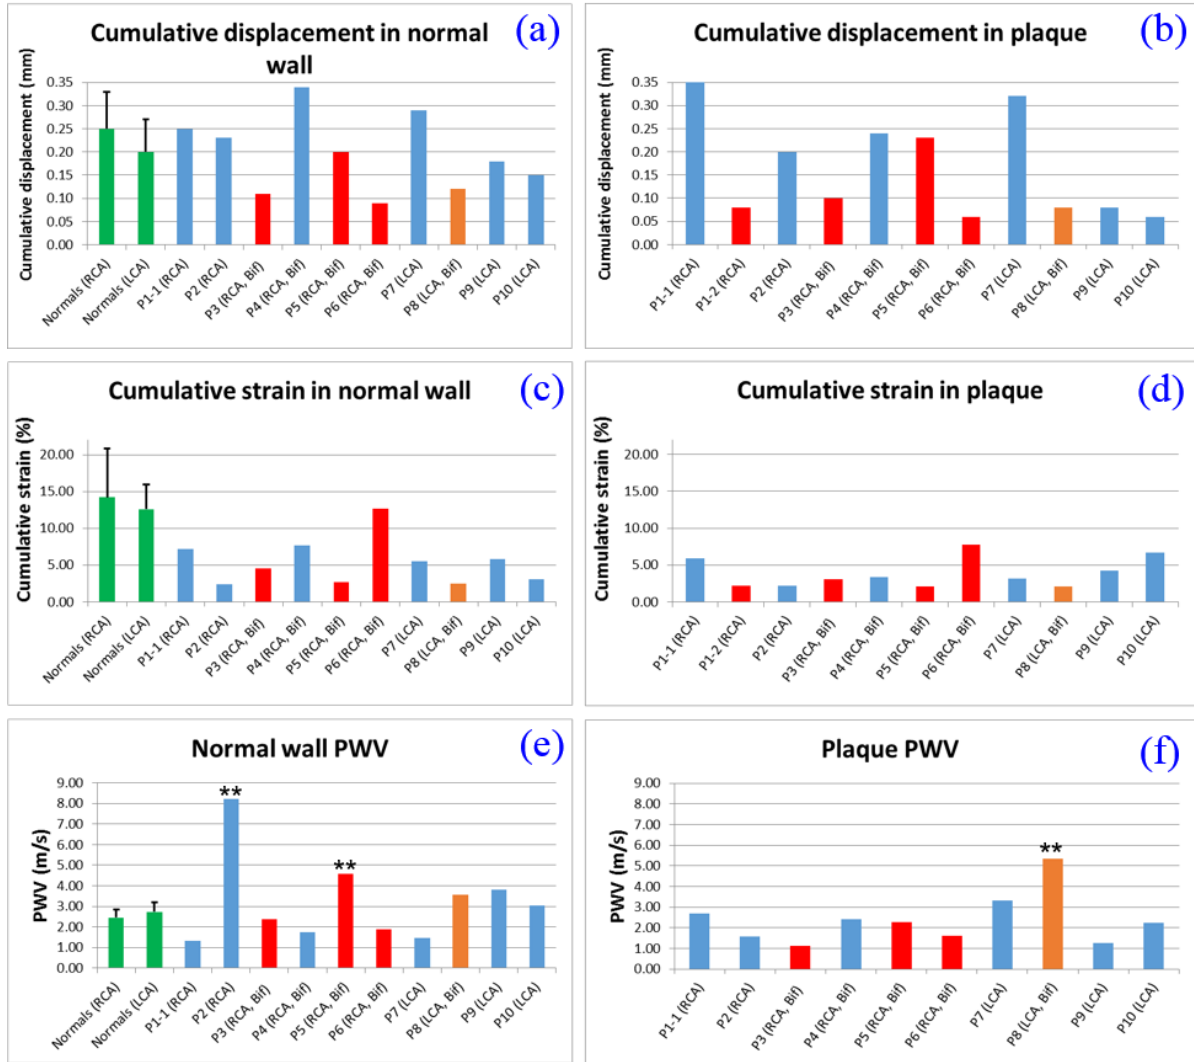 Cumulative displacement in normal
wall
(a)
Cumulative displacement (mm)
0.35
0.30
0.25
0.20
0.15
0.10
0.05
0.00
Normals (RCA)
Normals (LCA)
P1-1 (RCA)
P2 (RCA)
P3 (RCA, Bif)
P4 (RCA, Bif)
P5 (RCA, Bif)
P6 (RCA, Bif)
P7 (LCA)
P8 (LCA, Bif)
P9 (LCA)
P10 (LCA)
Cumulative displacement in plaque
(b)
Cumulative displacement (mm)
0.35
0.30
0.25
0.20
0.15
0.10
0.05
0.00
P1-1 (RCA)
P1-2 (RCA)
P2 (RCA)
P3 (RCA, Bif)
P4 (RCA, Bif)
P5 (RCA, Bif)
P6 (RCA, Bif)
P7 (LCA)
P8 (LCA, Bif)
P9 (LCA)
P10 (LCA)
Cumulative strain in normal wall
(c)
Cumulative strain (%)
20.00
15.00
10.00
5.00
0.00
Normals (RCA)
Normals (LCA)
P1-1 (RCA)
P2 (RCA)
P3 (RCA, Bif)
P4 (RCA, Bif)
P5 (RCA, Bif)
P6 (RCA, Bif)
P7 (LCA)
P8 (LCA, Bif)
P9 (LCA)
P10 (LCA)
Cumulative strain in plaque
(d)
Cumulative strain (%)
20.00
15.00
10.00
5.00
0.00
P1-1 (RCA)
P1-2 (RCA)
P2 (RCA)
P3 (RCA, Bif)
P4 (RCA, Bif)
P5 (RCA, Bif)
P6 (RCA, Bif)
P7 (LCA)
P8 (LCA, Bif)
P9 (LCA)
P10 (LCA)
Normal wall PWV
(e)
PWV (m/s)
9.00
8.00
7.00
6.00
5.00
4.00
3.00
2.00
1.00
0.00
**
**
Normals (RCA)
Normals (LCA)
P1-1 (RCA)
P2 (RCA)
P3 (RCA, Bif)
P4 (RCA, Bif)
P5 (RCA, Bif)
P6 (RCA, Bif)
P7 (LCA)
P8 (LCA, Bif)
P9 (LCA)
P10 (LCA)
Plaque PWV
(f)
PWV (m/s)
9.00
8.00
7.00
6.00
5.00
4.00
3.00
2.00
1.00
0.00
**
P1-1 (RCA)
P2 (RCA)
P3 (RCA, Bif)
P4 (RCA, Bif)
P5 (RCA, Bif)
P6 (RCA, Bif)
P7 (LCA)
P8 (LCA, Bif)
P9 (LCA)
P10 (LCA)